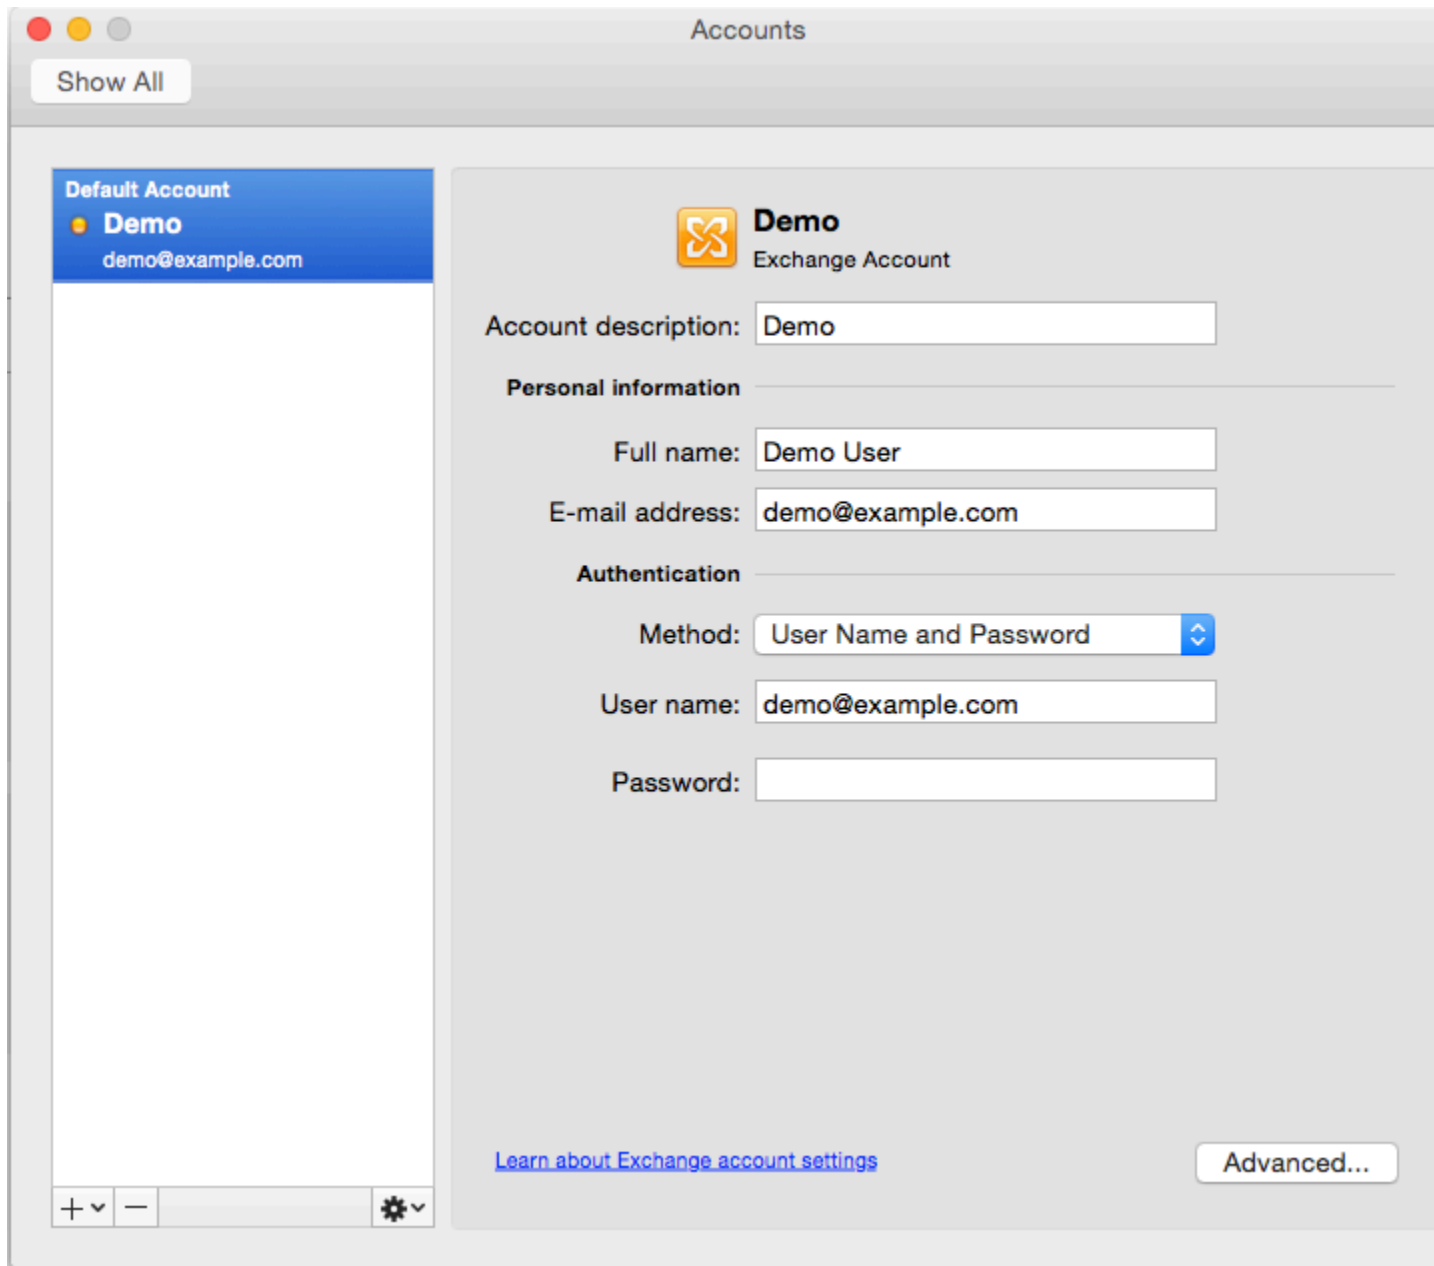 Accounts
Show All
Default Account
Demo
demo@example.com
Demo
Exchange Account
Account description: Demo
Personal information
Full name: Demo User
E-mail address: demo@example.com
Authentication
Method: User Name and Password
User name: demo@example.com
Password:
Learn about Exchange account settings
Advanced...